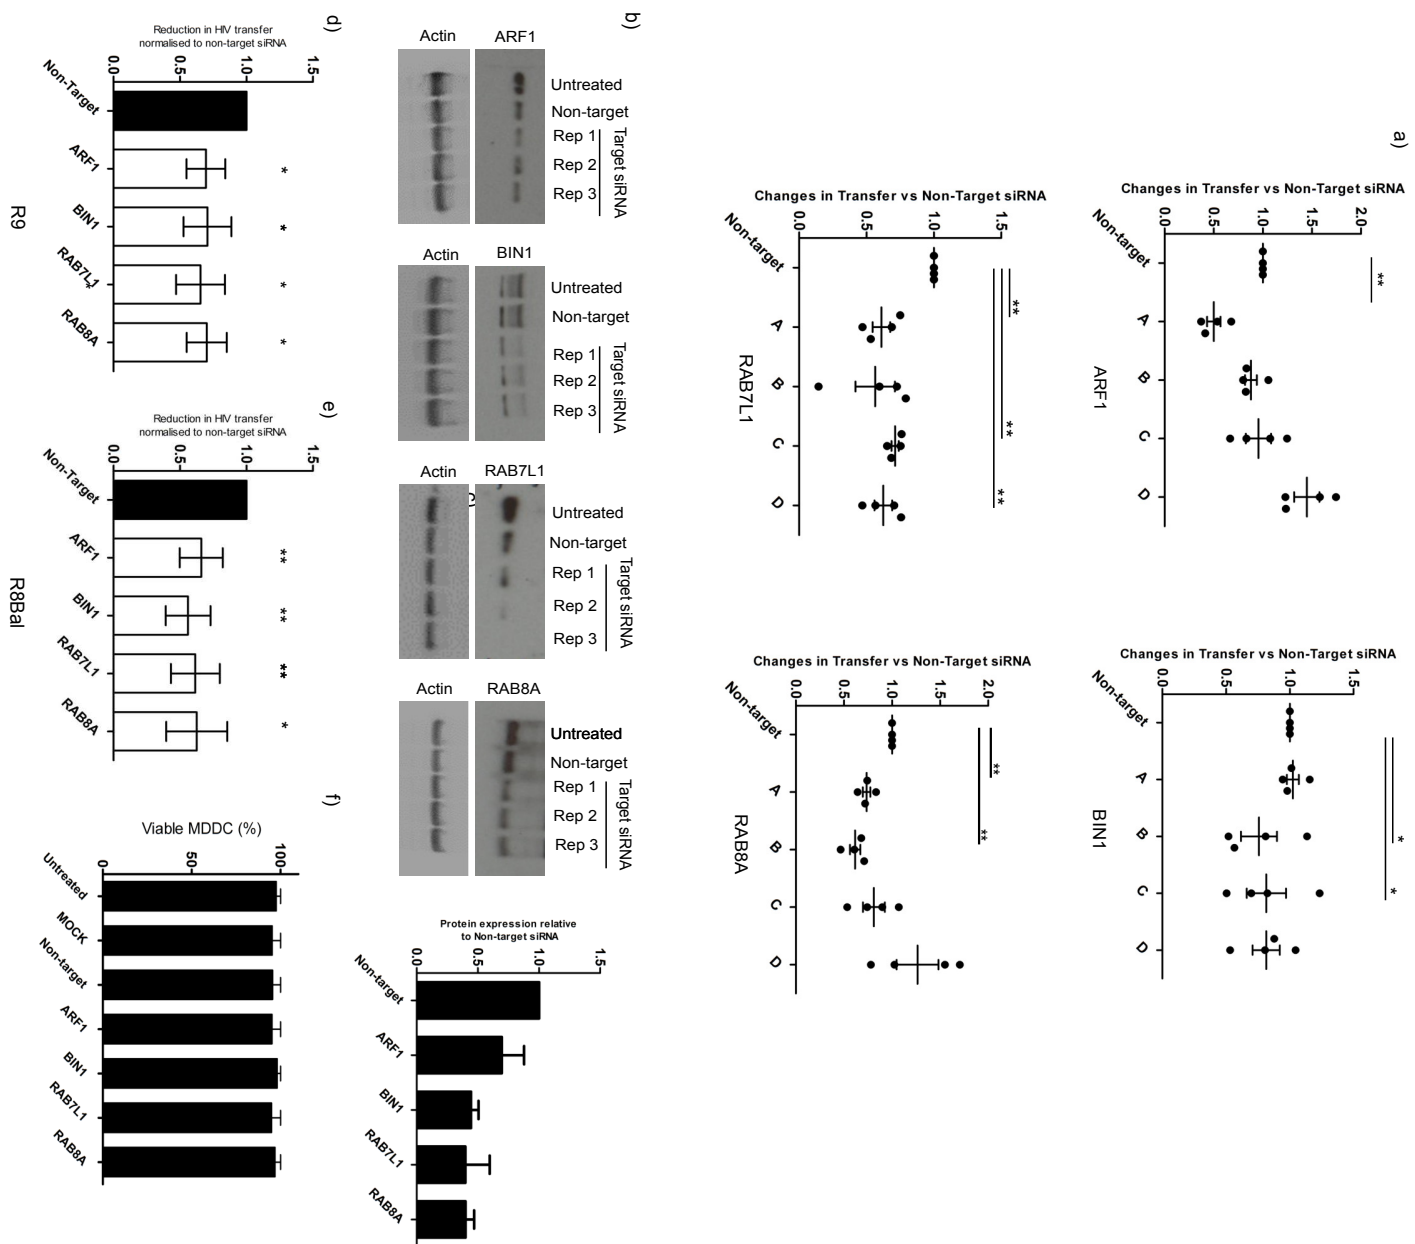 a)
Changes in Transfer vs Non-Target siRNA
0.0
0.5
1.0
1.5
2.0
Non-target
A
B
C
D
**
ARF1
Changes in Transfer vs Non-Target siRNA
0.0
0.5
1.0
1.5
Non-target
A
B
C
D
*
*
BIN1
Changes in Transfer vs Non-Target siRNA
0.0
0.5
1.0
1.5
Non-target
A
B
C
D
**
**
**
RAB7L1
Changes in Transfer vs Non-Target siRNA
0.0
0.5
1.0
1.5
2.0
Non-target
A
B
C
D
**
**
RAB8A
b)
Actin
ARF1
Untreated
Non-target
Rep 1
Rep 2
Rep 3
Target siRNA
Actin
BIN1
Untreated
Non-target
Rep 1
Rep 2
Rep 3
Target siRNA
Actin
RAB7L1
Untreated
Non-target
Rep 1
Rep 2
Rep 3
Target siRNA
Actin
RAB8A
Untreated
Non-target
Rep 1
Rep 2
Rep 3
Target siRNA
Protein expression relative
to Non-target siRNA
0.0
0.5
1.0
1.5
Non-target
ARF1
BIN1
RAB7L1
RAB8A
d)
Reduction in HIV transfer
normalised to non-target siRNA
0.0
0.5
1.0
1.5
Non-Target
ARF1
BIN1
RAB7L1
RAB8A
*
*
*
*
*
R9
e)
Reduction in HIV transfer
normalised to non-target siRNA
0.0
0.5
1.0
1.5
Non-Target
ARF1
BIN1
RAB7L1
RAB8A
**
**
**
*
R8Bal
f)
Viable MDDC (%)
0
50
100
Untreated
MOCK
Non-target
ARF1
BIN1
RAB7L1
RAB8A